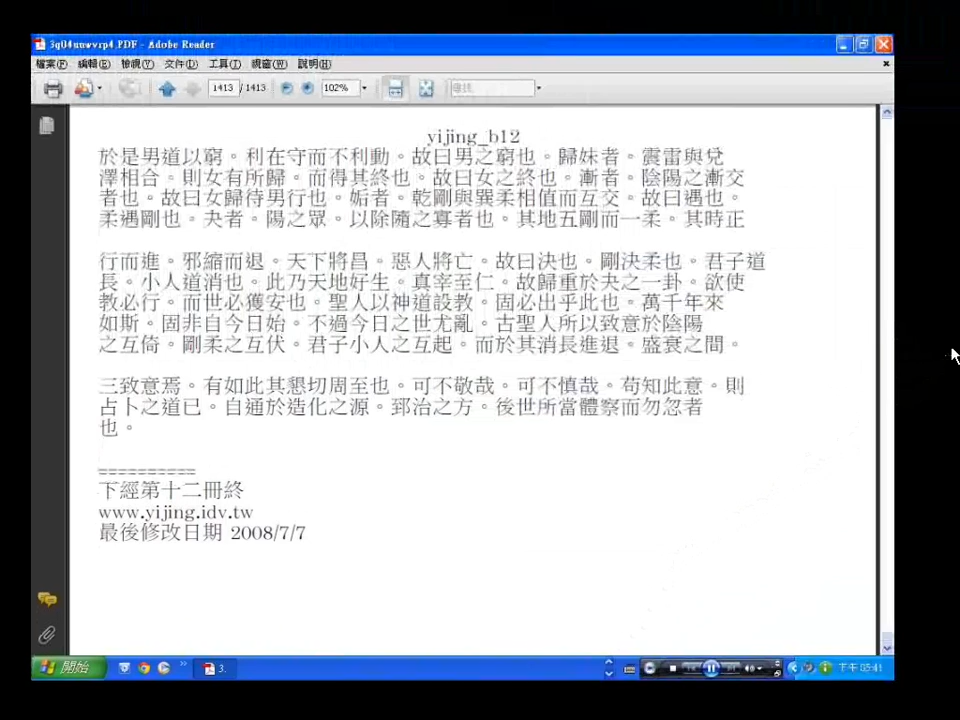 3q04unwvrp4.PDF - Adobe Reader
檔案(F) 編輯(E) 檢視(V) 文件(D) 工具(T) 視窗(W) 說明(H)
1413 / 1413 102% 尋找
yijing_b12
於是男道以窮。利在守而不利動。故曰男之窮也。歸妹者。震雷與兌
澤相合。則女有所歸。而得其終也。故曰女之終也。漸者。陰陽之漸交
者也。故曰女歸待男行也。姤者。乾剛與巽柔相值而互交。故曰遇也。
柔遇剛也。夬者。陽之眾。以除陰之寡者也。其地五剛而一柔。其時正
行而進。邪縮而退。天下將昌。惡人將亡。故曰決也。剛決柔也。君子道
長。小人道消也。此乃天地好生。真宰至仁。故歸重於夬之一卦。欲使
教必行。而世必獲安也。聖人以神道設教。固必出乎此也。萬千年來
如斯。固非自今日始。不過今日之世尤亂。古聖人所以致意於陰陽
之互倚。剛柔之互伏。君子小人之互起。而於其消長進退。盛衰之間。
三致意焉。有如此其懇切周至也。可不敬哉。可不慎哉。苟知此意。則
占卜之道已。自通於造化之源。郅治之方。後世所當體察而勿忽者
也。
==========
下經第十二冊終
www.yijing.idv.tw
最後修改日期 2008/7/7
開始 3. 下午 05:41